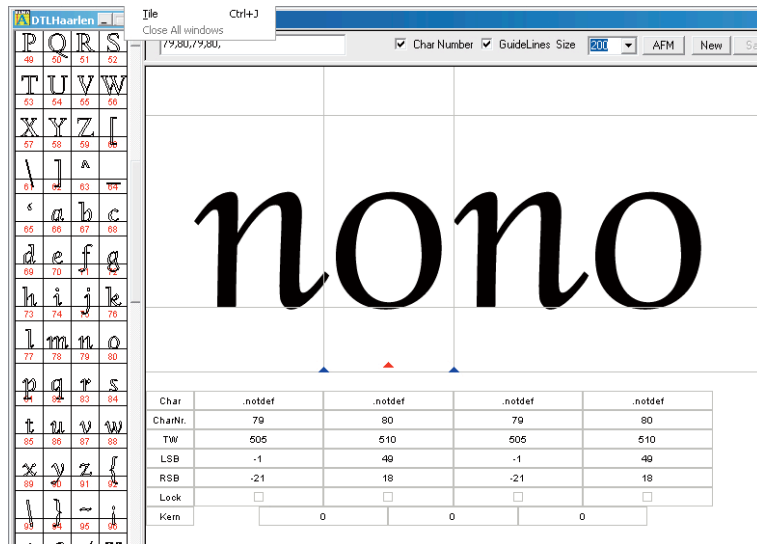 DTLHaarlen
Tile Ctrl+J
Close All windows
79,80,79,80,
Char Number GuideLines Size 200 AFM New
P Q R S
49 50 51 52
T U V W
53 54 55 56
X Y Z [
57 58 59 60
\ ] ^ _
61 62 63 64
‘ a b c
65 66 67 68
d e f g
69 70 71 72
h i j k
73 74 75 76
l m n o
77 78 79 80
p q r s
81 82 83 84
t u v w
85 86 87 88
x y z {
89 90 91 92
\ } ~ ¡
93 94 95 96
nono
Char .notdef .notdef .notdef .notdef
CharNr. 79 80 79 80
TW 505 510 505 510
LSB -1 49 -1 49
RSB -21 18 -21 18
Lock
Kern 0 0 0